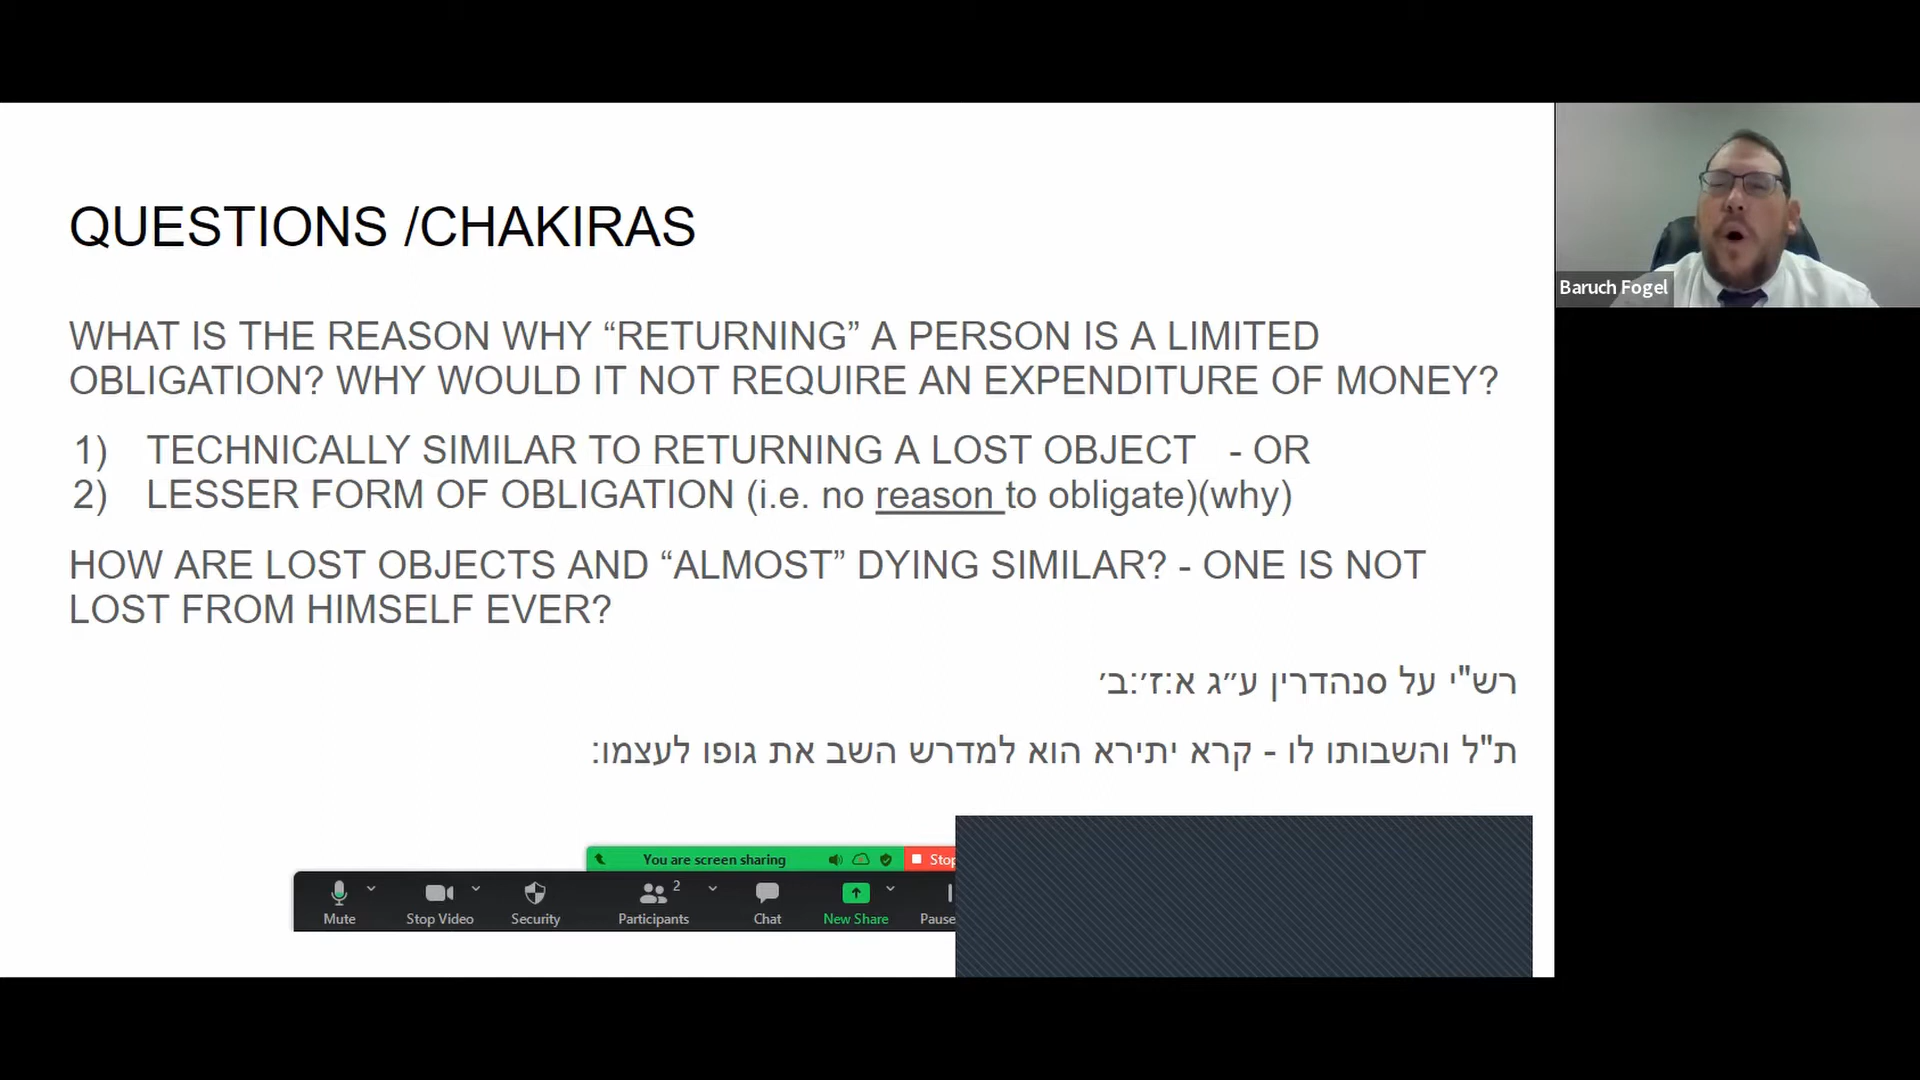 QUESTIONS /CHAKIRAS
WHAT IS THE REASON WHY “RETURNING” A PERSON IS A LIMITED
OBLIGATION? WHY WOULD IT NOT REQUIRE AN EXPENDITURE OF MONEY?
1) TECHNICALLY SIMILAR TO RETURNING A LOST OBJECT - OR
2) LESSER FORM OF OBLIGATION (i.e. no reason to obligate)(why)
HOW ARE LOST OBJECTS AND “ALMOST” DYING SIMILAR? - ONE IS NOT
LOST FROM HIMSELF EVER?
רש"י על סנהדרין ע״ג א:ז׳:ב׳
ת"ל והשבותו לו - קרא יתירא הוא למדרש השב את גופו לעצמו:
Baruch Fogel
You are screen sharing Stop
2
Mute Stop Video Security Participants Chat New Share Pause